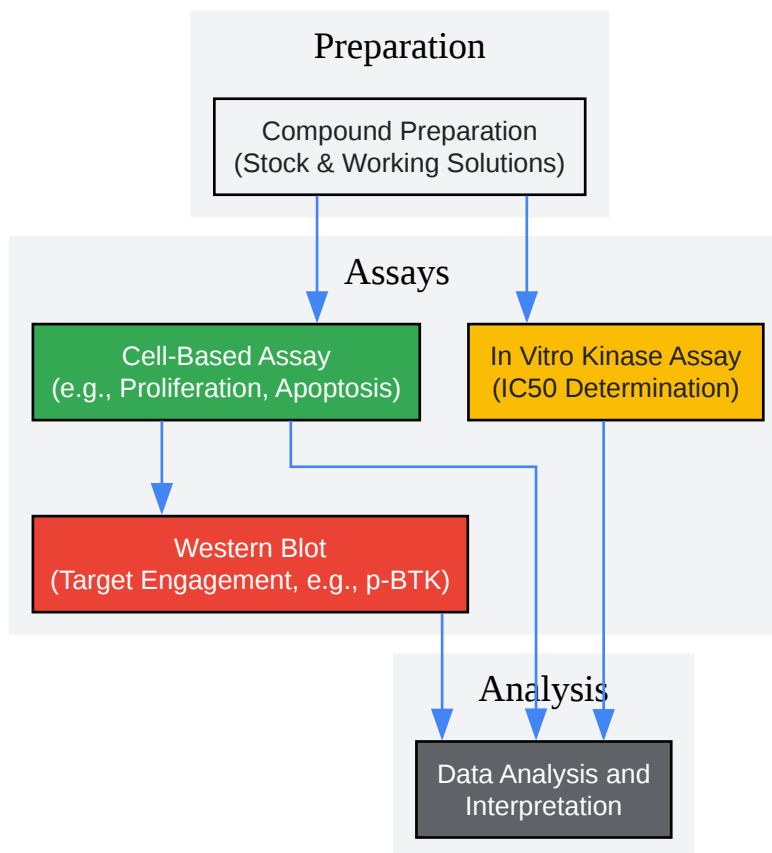 Preparation
Compound Preparation
(Stock & Working Solutions)
Assays
Cell-Based Assay
(e.g., Proliferation, Apoptosis)
In Vitro Kinase Assay
(IC50 Determination)
Western Blot
(Target Engagement, e.g., p-BTK)
Analysis
Data Analysis and
Interpretation